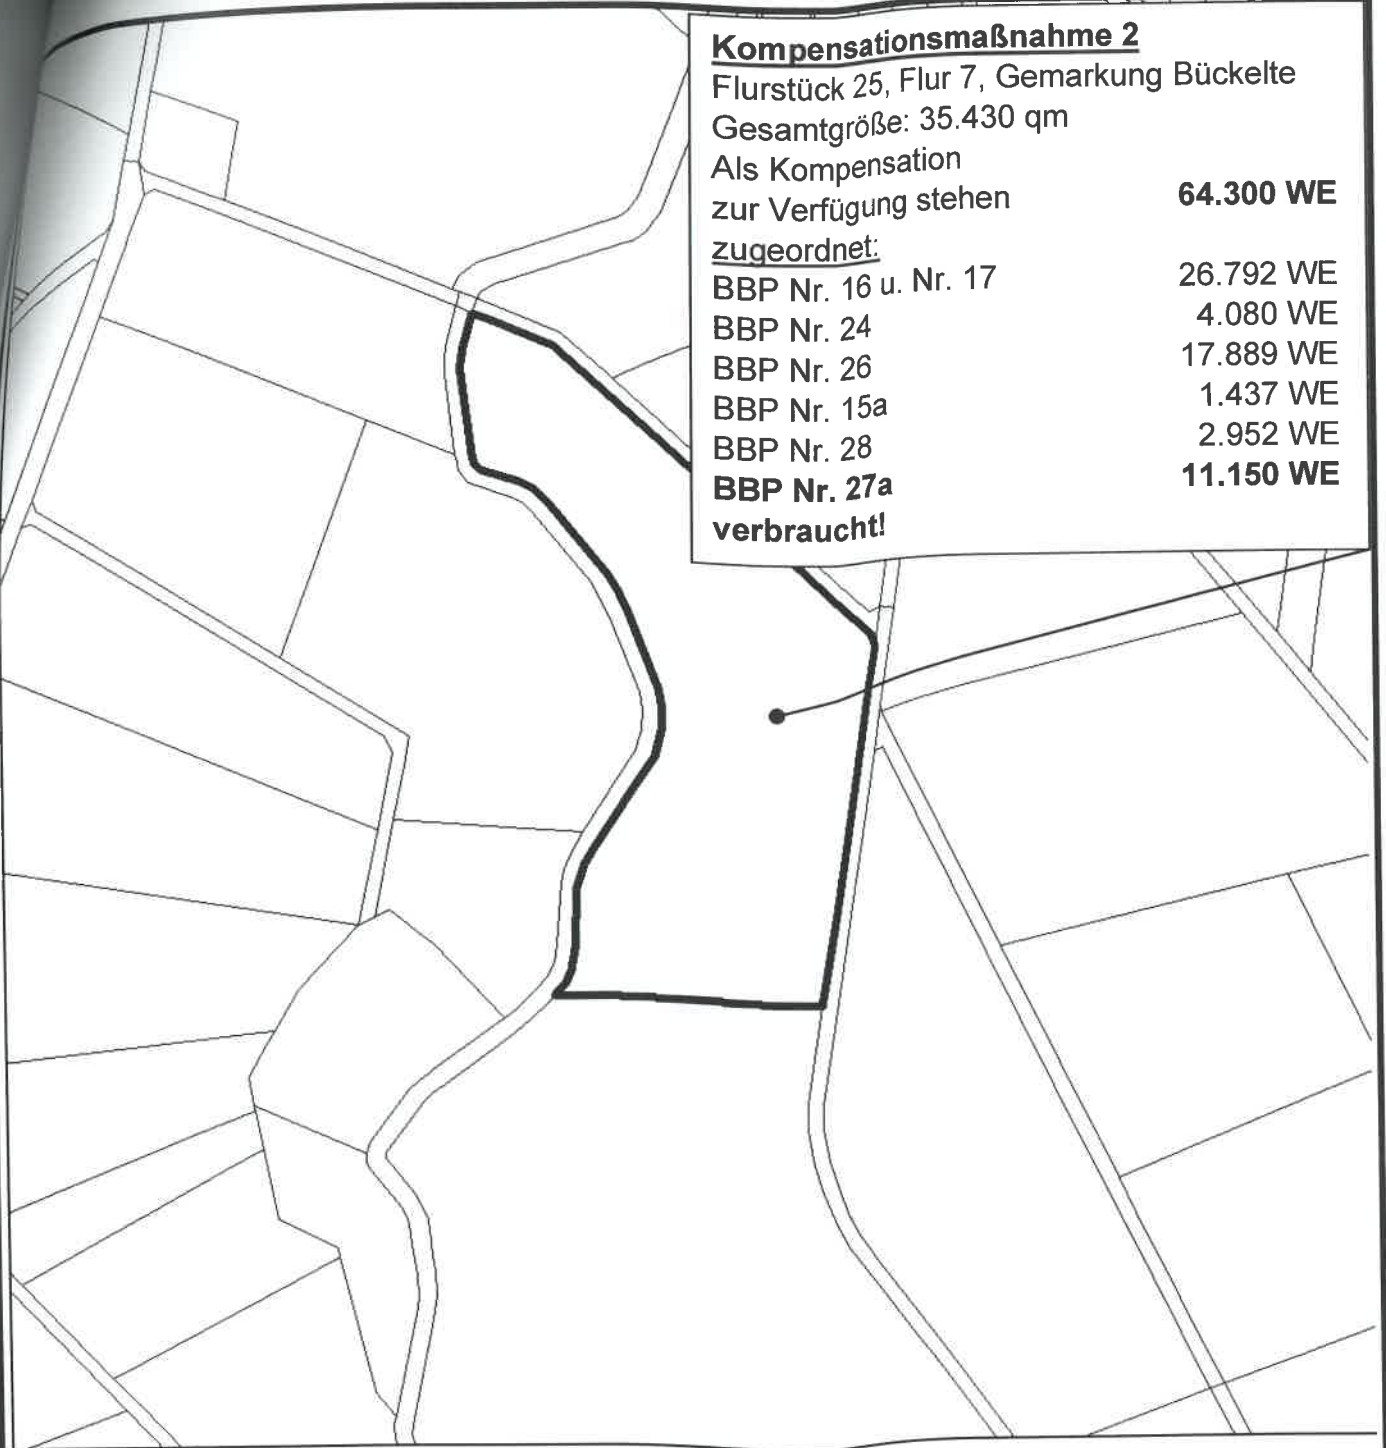 Kompensationsmaßnahme 2
Flurstück 25, Flur 7, Gemarkung Bückelte
Gesamtgröße: 35.430 qm
Als Kompensation
zur Verfügung stehen 64.300 WE
zugeordnet:
BBP Nr. 16 u. Nr. 17 26.792 WE
BBP Nr. 24 4.080 WE
BBP Nr. 26 17.889 WE
BBP Nr. 15a 1.437 WE
BBP Nr. 28 2.952 WE
BBP Nr. 27a 11.150 WE
verbraucht!